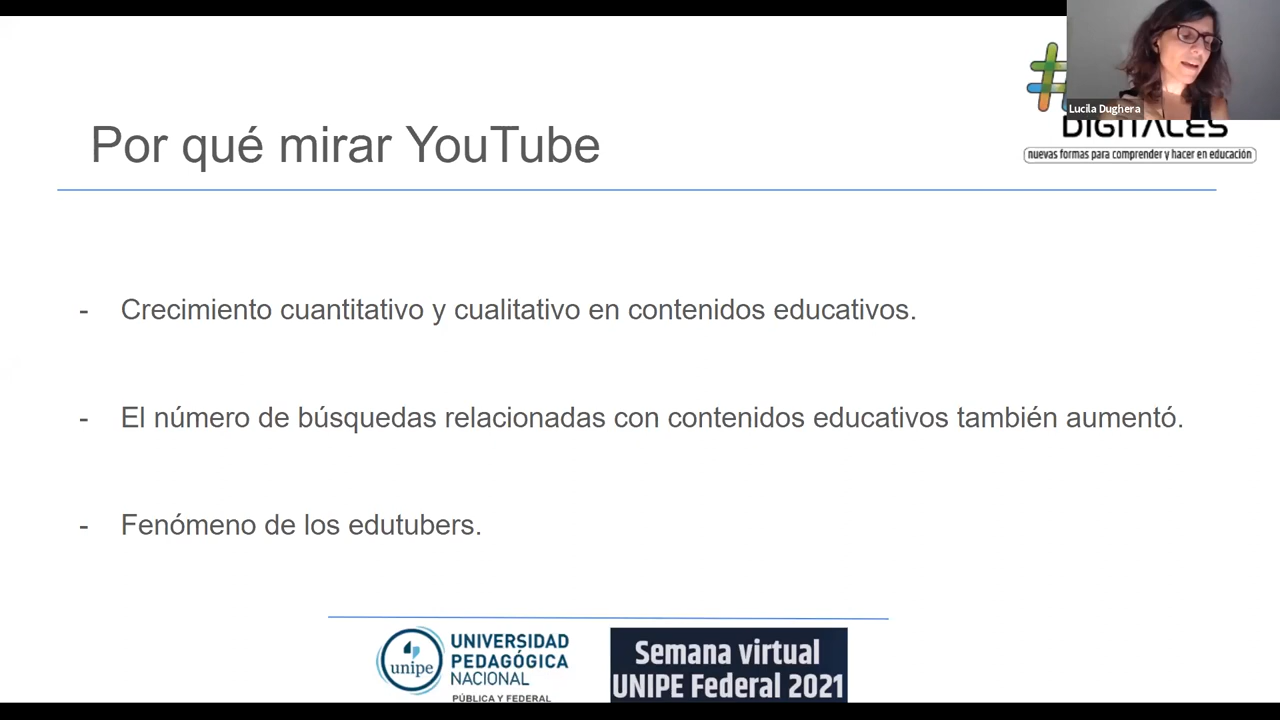 Lucila Dughera
DIGITALES
nuevas formas para comprender y hacer en educación
Por qué mirar YouTube
- Crecimiento cuantitativo y cualitativo en contenidos educativos.
- El número de búsquedas relacionadas con contenidos educativos también aumentó.
- Fenómeno de los edutubers.
unipe
UNIVERSIDAD
PEDAGÓGICA
NACIONAL
PÚBLICA Y FEDERAL
Semana virtual
UNIPE Federal 2021